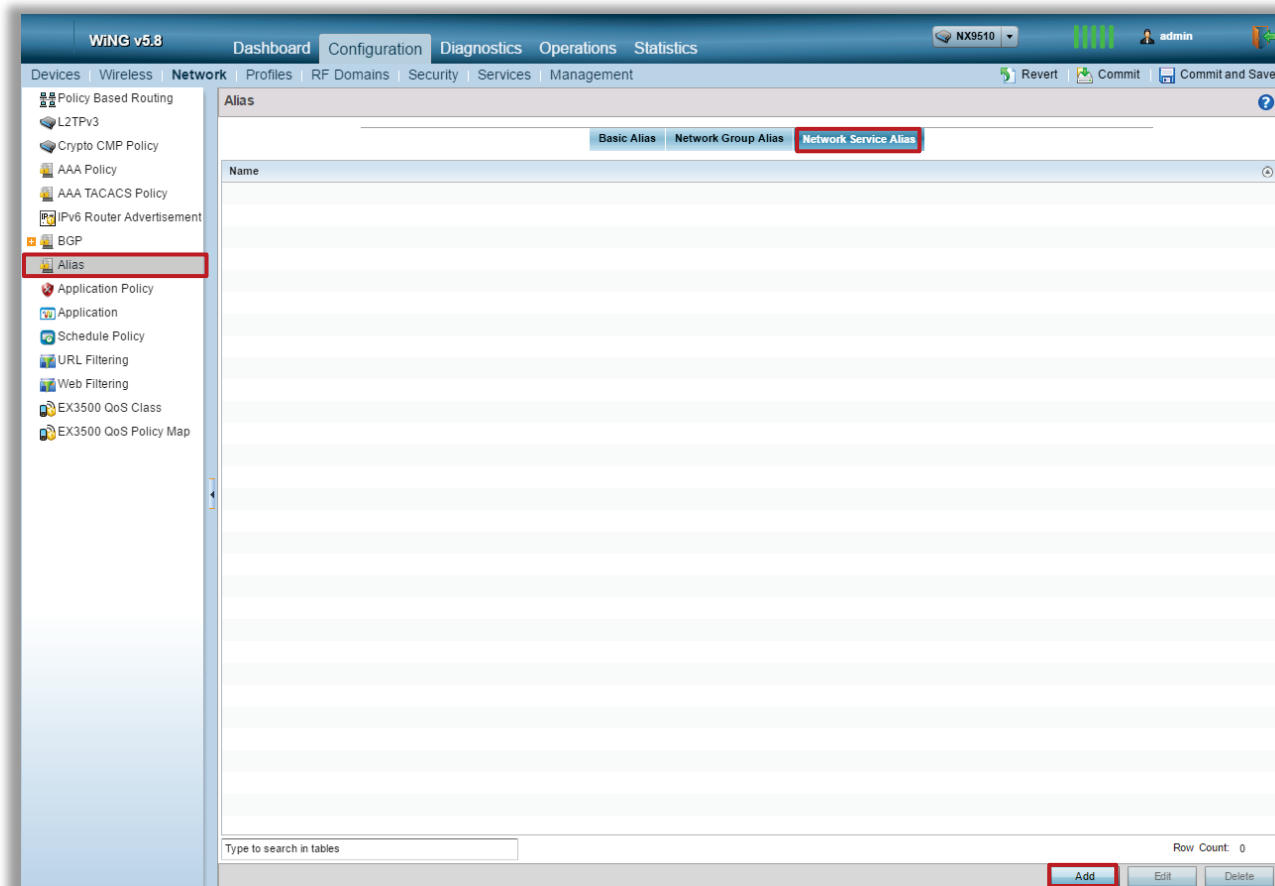 WiNG v5.8
Dashboard Configuration Diagnostics Operations Statistics
NX9510
admin
Devices Wireless Network Profiles RF Domains Security Services Management
Revert Commit Commit and Save
Policy Based Routing
L2TPv3
Crypto CMP Policy
AAA Policy
AAA TACACS Policy
IPv6 Router Advertisement
BGP
Alias
Application Policy
Application
Schedule Policy
URL Filtering
Web Filtering
EX3500 QoS Class
EX3500 QoS Policy Map
Alias
Basic Alias Network Group Alias Network Service Alias
Name
Type to search in tables
Row Count: 0
Add Edit Delete